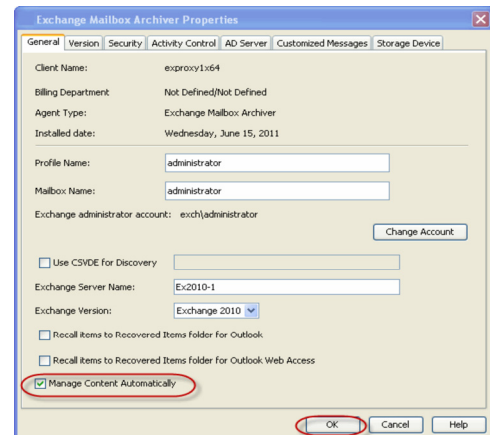 Exchange Mailbox Archiver Properties
General Version Security Activity Control AD Server Customized Messages Storage Device
Client Name: exproxy1x64
Billing Department Not Defined/Not Defined
Agent Type: Exchange Mailbox Archiver
Installed date: Wednesday, June 15, 2011
Profile Name: administrator
Mailbox Name: administrator
Exchange administrator account: exch\administrator
Change Account
Use CSVDE for Discovery
Exchange Server Name: Ex2010-1
Exchange Version: Exchange 2010
Recall items to Recovered Items folder for Outlook
Recall items to Recovered Items folder for Outlook Web Access
Manage Content Automatically
OK Cancel Help